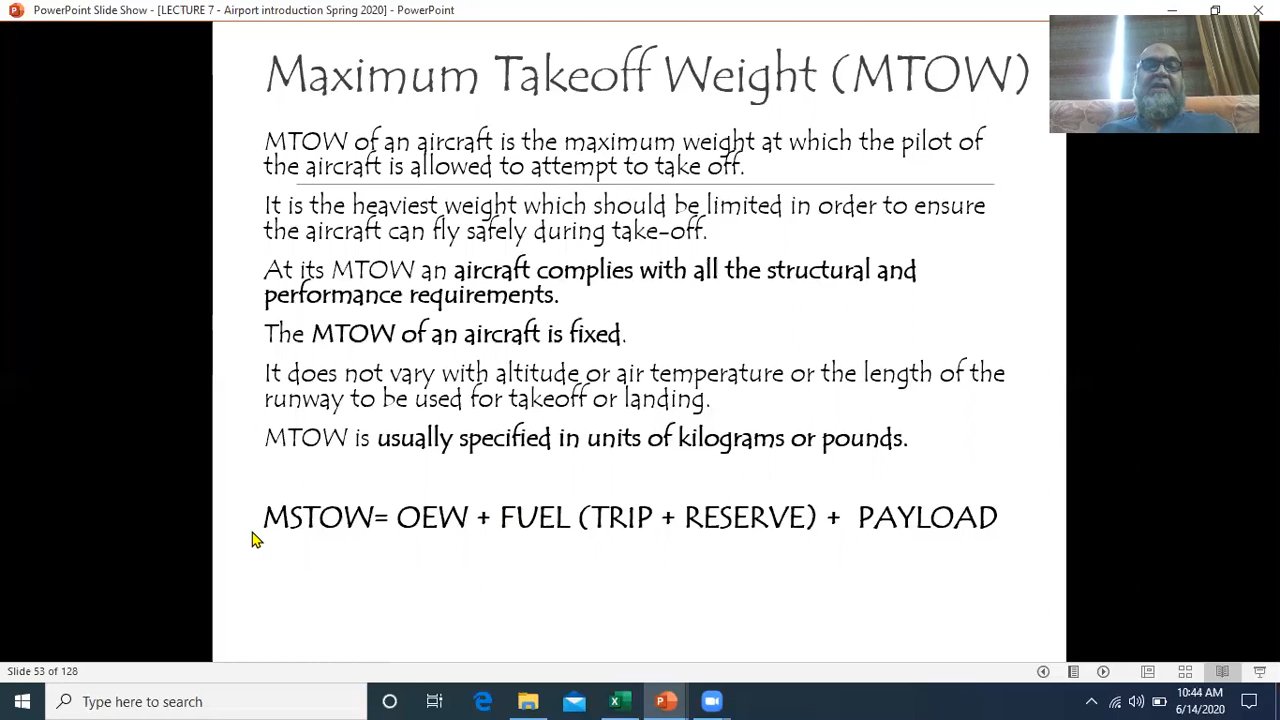 PowerPoint Slide Show - [LECTURE 7 - Airport introduction Spring 2020] - PowerPoint
Maximum Takeoff Weight (MTOW)
MTOW of an aircraft is the maximum weight at which the pilot of
the aircraft is allowed to attempt to take off.
It is the heaviest weight which should be limited in order to ensure
the aircraft can fly safely during take-off.
At its MTOW an aircraft complies with all the structural and
performance requirements.
The MTOW of an aircraft is fixed.
It does not vary with altitude or air temperature or the length of the
runway to be used for takeoff or landing.
MTOW is usually specified in units of kilograms or pounds.
MSTOW= OEW + FUEL (TRIP + RESERVE) + PAYLOAD
Slide 53 of 128
Type here to search
10:44 AM
6/14/2020